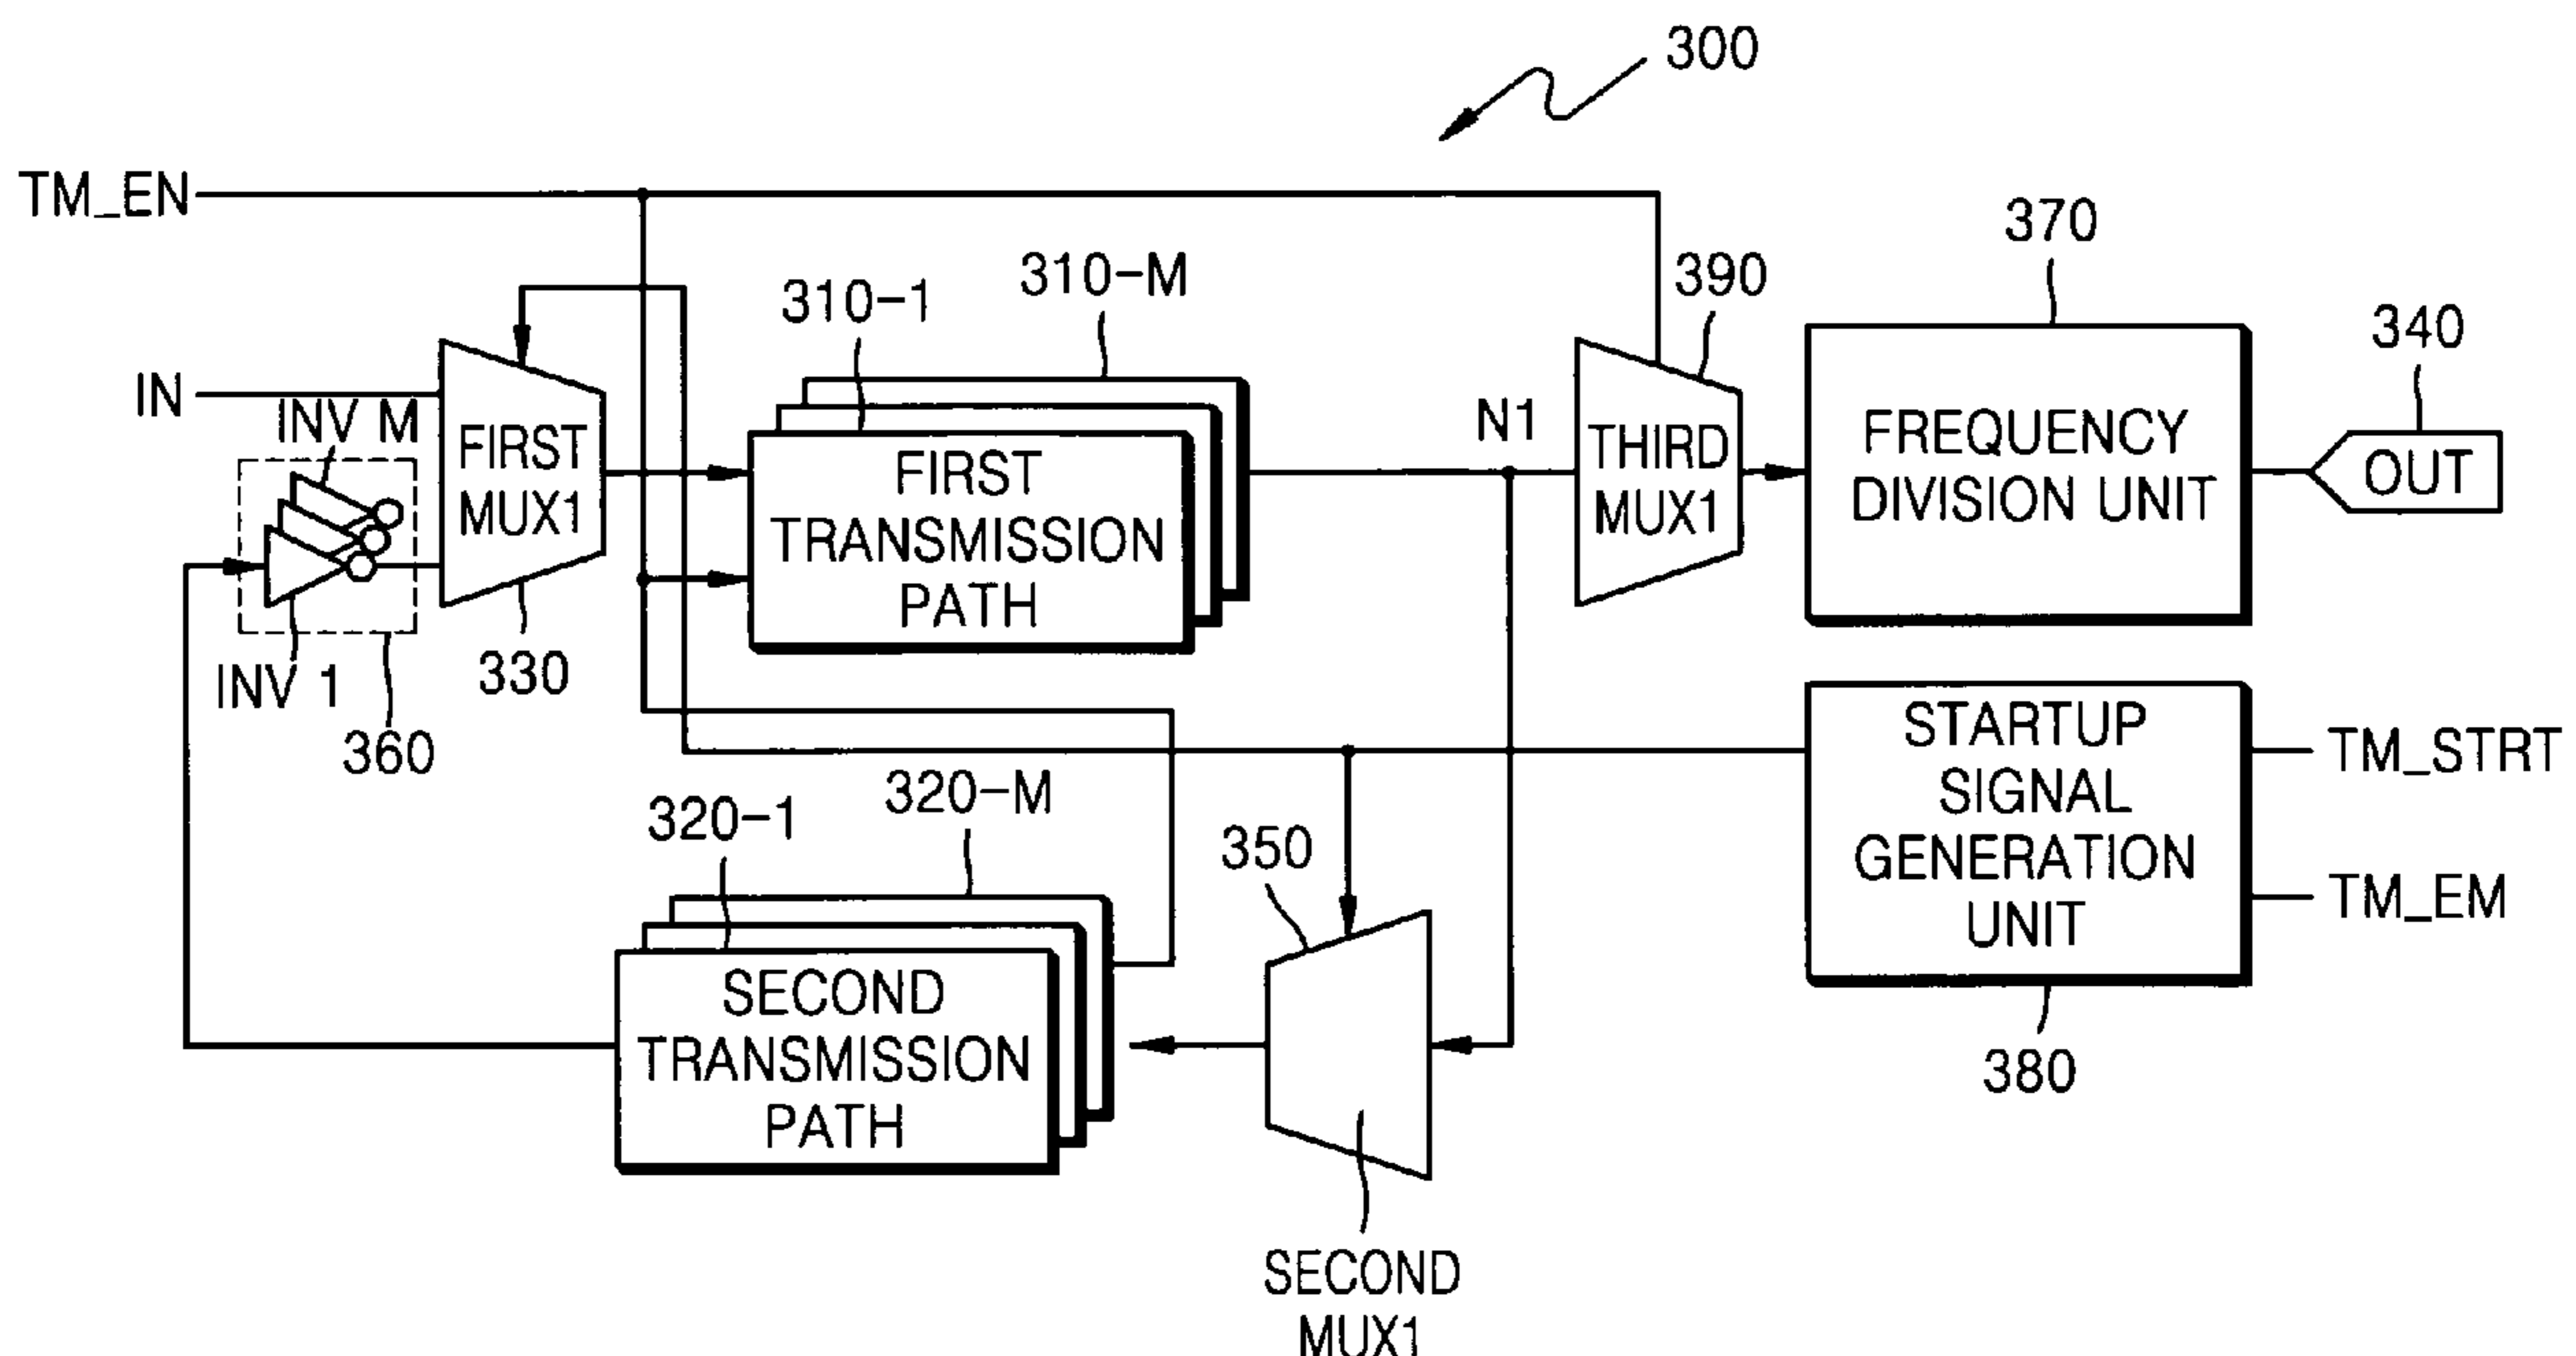 300
TM_EN
370
310-M
390
310-1
340
IN
INV M
FIRST
MUX1
FIRST
TRANSMISSION
PATH
N1
THIRD
MUX1
FREQUENCY
DIVISION UNIT
OUT
INV 1
330
360
STARTUP
SIGNAL
GENERATION
UNIT
TM_STRT
TM_EM
320-M
320-1
350
SECOND
TRANSMISSION
PATH
380
SECOND
MUX1